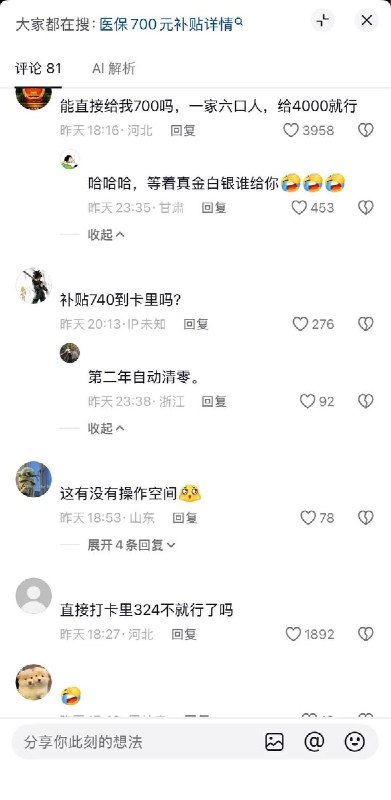 大家都在搜：医保700元补贴详情
评论 81 AI 解析
能直接给我700吗，一家六口人，给4000就行
昨天 18:16 · 河北 回复 3958
哈哈哈，等着真金白银谁给你🤣🤣🤣
昨天 23:35 · 甘肃 回复 453
收起
补贴740到卡里吗?
昨天 20:13 · IP未知 回复 276
第二年自动清零。
昨天 23:38 · 浙江 回复 92
收起
这有没有操作空间
昨天 18:53 · 山东 回复 78
展开4条回复
直接打卡里324不就行了吗
昨天 18:27 · 河北 回复 1892
🤣
分享你此刻的想法